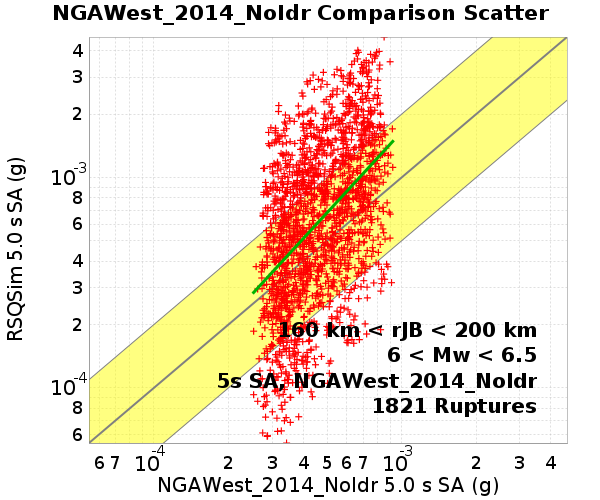 NGAWest_2014_NoIdr Comparison Scatter
RSQSim 5.0 s SA (g)
4
3
2
10-3
8
6
4
3
2
10-4
8
6
160 km < rJB < 200 km
6 < Mw < 6.5
5s SA, NGAWest_2014_NoIdr
1821 Ruptures
6 7 10-4 2 3 4 5 6 7 10-3 2 3 4
NGAWest_2014_NoIdr 5.0 s SA (g)